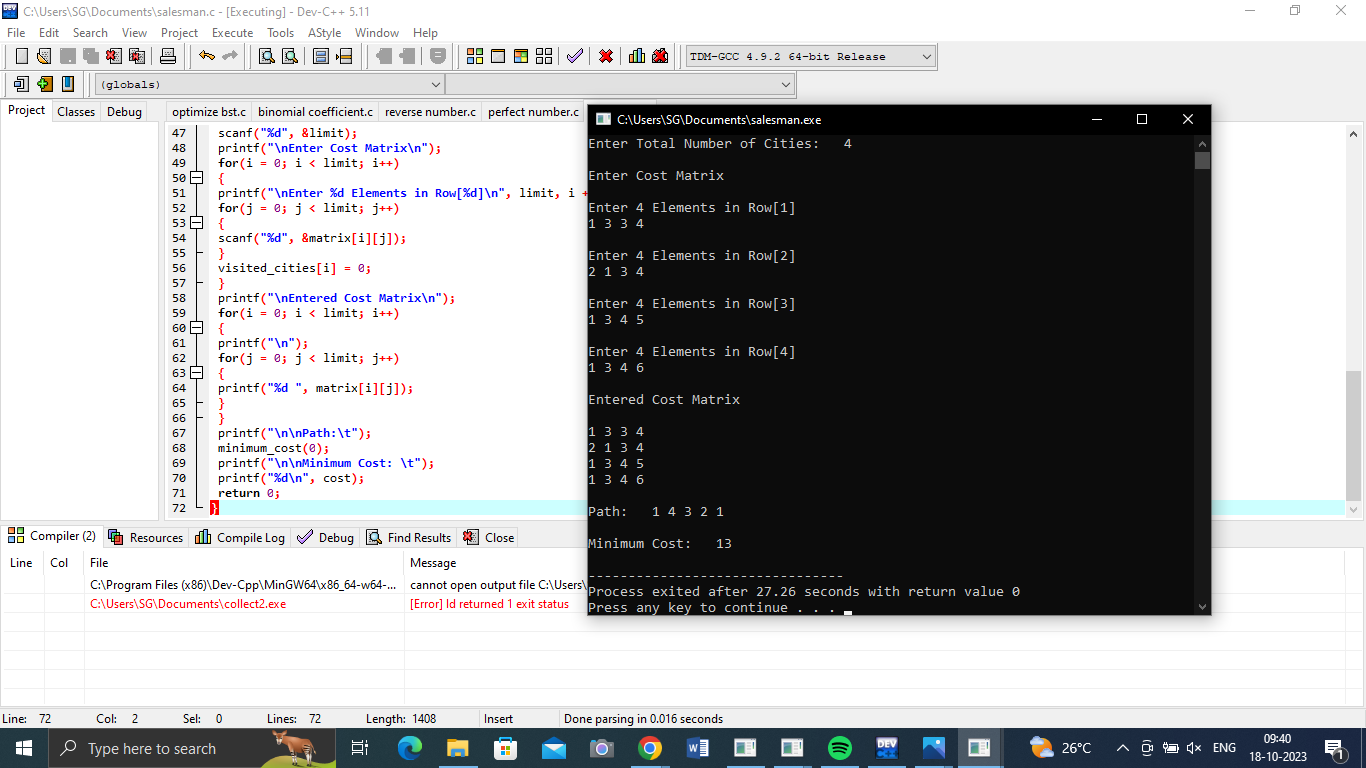 C:\Users\SG\Documents\salesman.c - [Executing] - Dev-C++ 5.11
File Edit Search View Project Execute Tools AStyle Window Help
TDM-GCC 4.9.2 64-bit Release
(globals)
Project Classes Debug
optimize bst.c binomial coefficient.c reverse number.c perfect number.c
47 scanf("%d", &limit);
48 printf("\nEnter Cost Matrix\n");
49 for(i = 0; i < limit; i++)
50 {
51 printf("\nEnter %d Elements in Row[%d]\n", limit, i +
52 for(j = 0; j < limit; j++)
53 {
54 scanf("%d", &matrix[i][j]);
55 }
56 visited_cities[i] = 0;
57 }
58 printf("\nEntered Cost Matrix\n");
59 for(i = 0; i < limit; i++)
60 {
61 printf("\n");
62 for(j = 0; j < limit; j++)
63 {
64 printf("%d ", matrix[i][j]);
65 }
66 }
67 printf("\n\nPath:\t");
68 minimum_cost(0);
69 printf("\n\nMinimum Cost: \t");
70 printf("%d\n", cost);
71 return 0;
72 }
C:\Users\SG\Documents\salesman.exe
Enter Total Number of Cities: 4
Enter Cost Matrix
Enter 4 Elements in Row[1]
1 3 3 4
Enter 4 Elements in Row[2]
2 1 3 4
Enter 4 Elements in Row[3]
1 3 4 5
Enter 4 Elements in Row[4]
1 3 4 6
Entered Cost Matrix
1 3 3 4
2 1 3 4
1 3 4 5
1 3 4 6
Path: 1 4 3 2 1
Minimum Cost: 13
--------------------------------
Process exited after 27.26 seconds with return value 0
Press any key to continue . . .
Compiler (2) Resources Compile Log Debug Find Results Close
Line Col File Message
C:\Program Files (x86)\Dev-Cpp\MinGW64\x86_64-w64-... cannot open output file C:\Users\
C:\Users\SG\Documents\collect2.exe [Error] ld returned 1 exit status
Line: 72 Col: 2 Sel: 0 Lines: 72 Length: 1408 Insert Done parsing in 0.016 seconds
Type here to search
DEV
26°C
ENG
09:40
18-10-2023
1